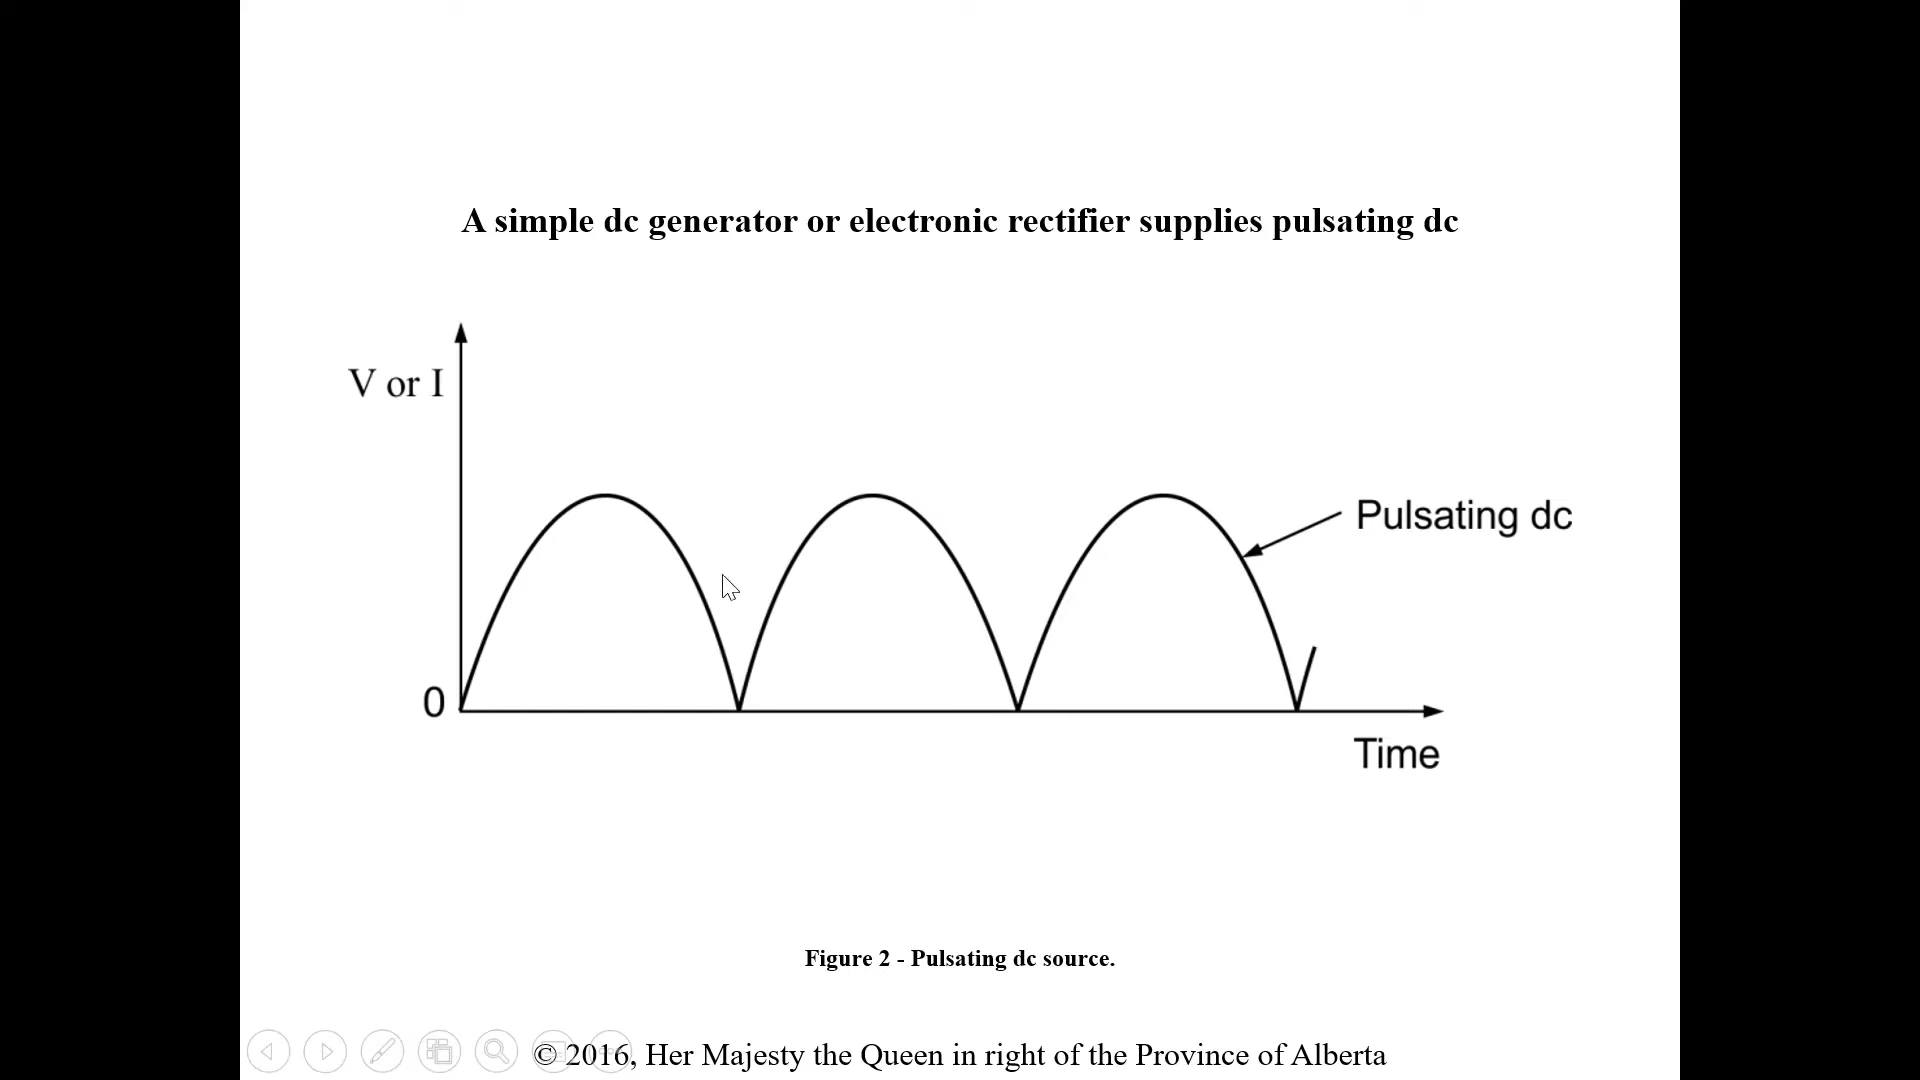 A simple dc generator or electronic rectifier supplies pulsating dc
V or I
Pulsating dc
0
Time
Figure 2 - Pulsating dc source.
© 2016, Her Majesty the Queen in right of the Province of Alberta